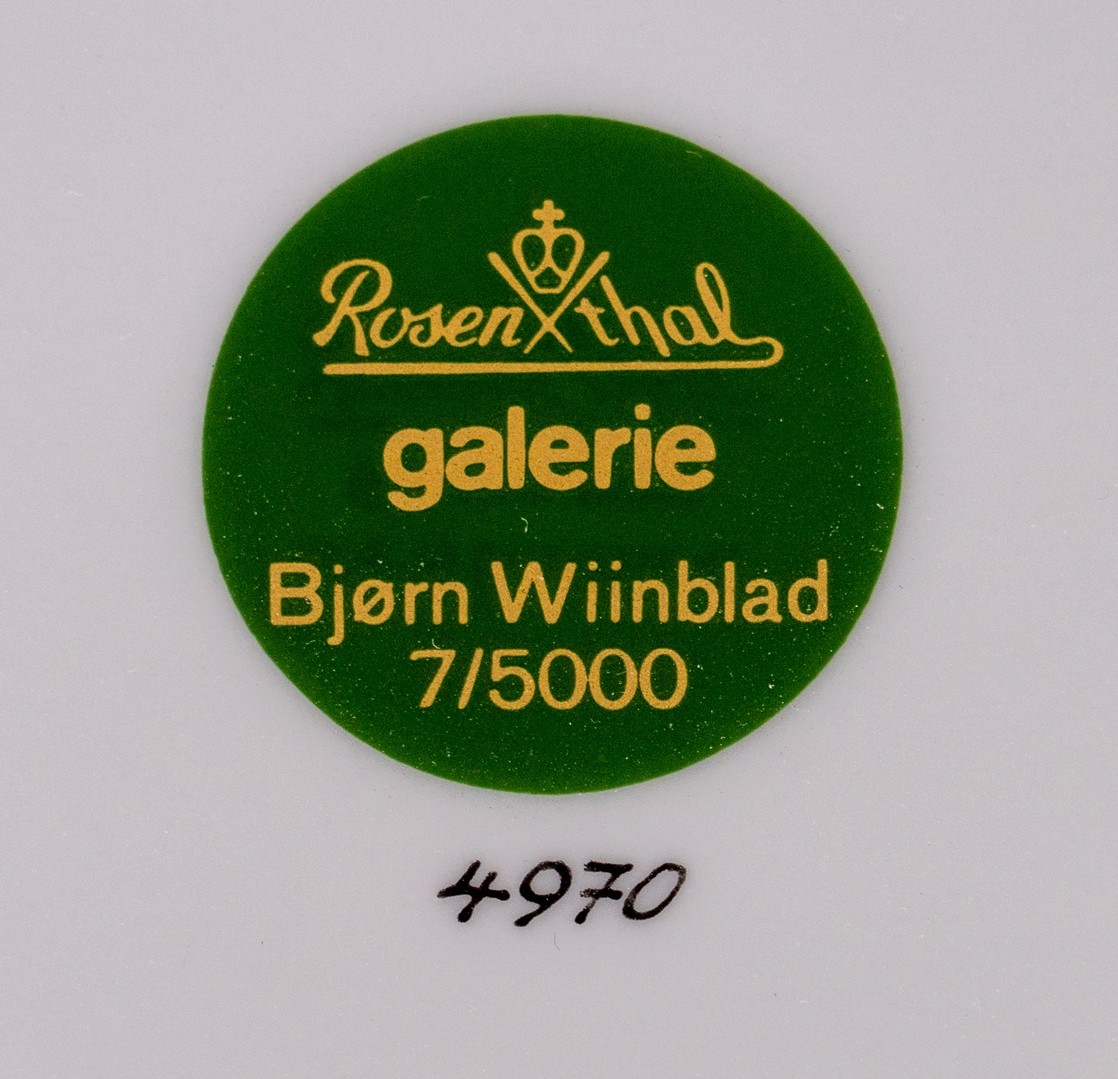 Rosenthal
galerie
Bjørn Wiinblad
7/5000
4970